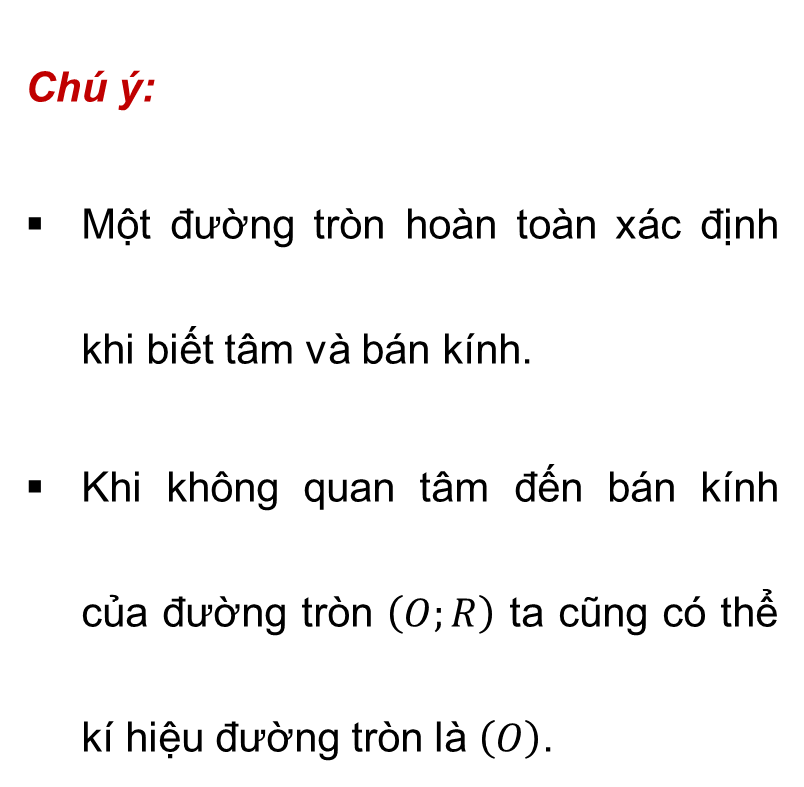 Chú ý:
▪ Một đường tròn hoàn toàn xác định
khi biết tâm và bán kính.
▪ Khi không quan tâm đến bán kính
của đường tròn (O; R) ta cũng có thể
kí hiệu đường tròn là (O).